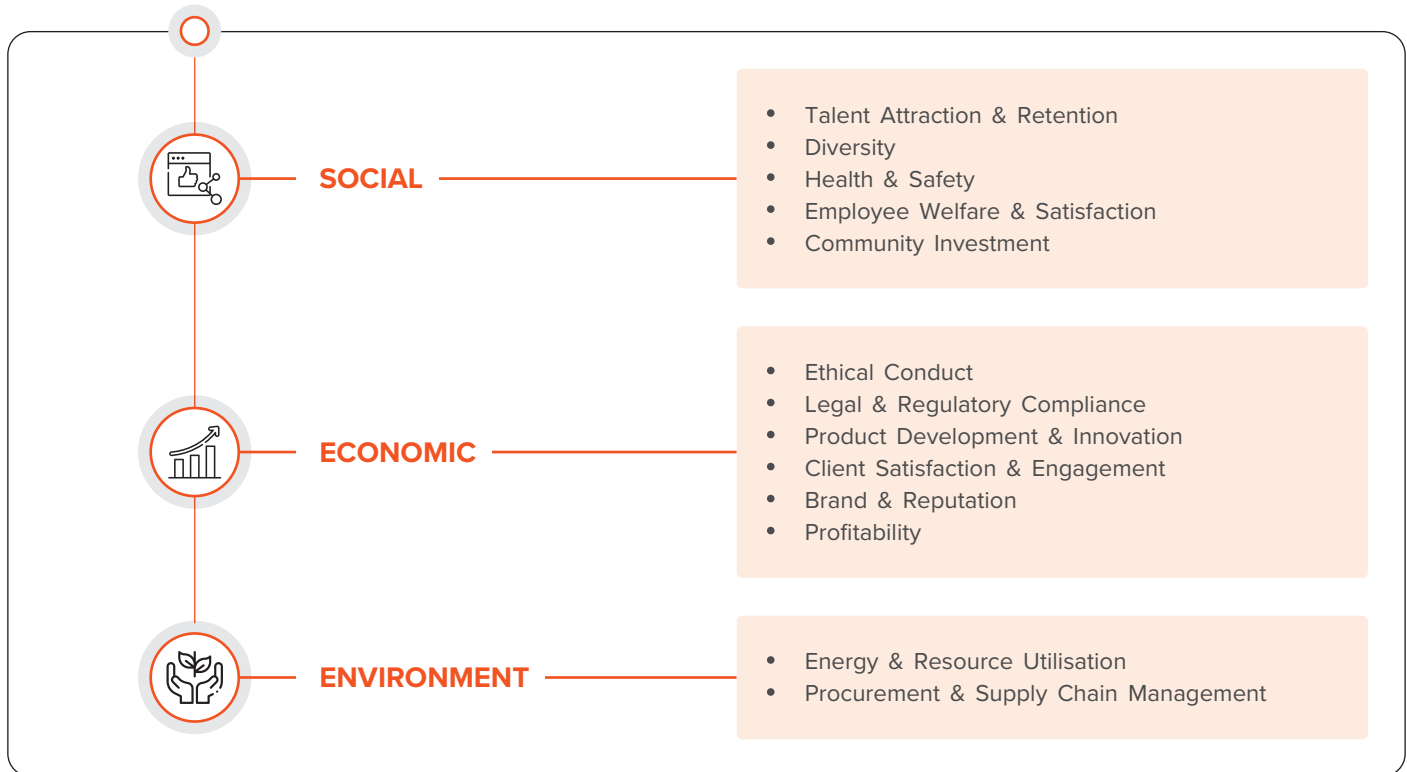 SOCIAL
• Talent Attraction & Retention
• Diversity
• Health & Safety
• Employee Welfare & Satisfaction
• Community Investment
ECONOMIC
• Ethical Conduct
• Legal & Regulatory Compliance
• Product Development & Innovation
• Client Satisfaction & Engagement
• Brand & Reputation
• Profitability
ENVIRONMENT
• Energy & Resource Utilisation
• Procurement & Supply Chain Management